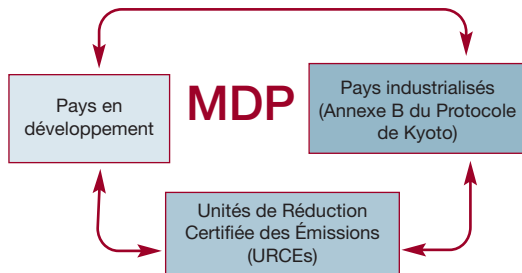 Pays en
développement
MDP
Pays industrialisés
(Annexe B du Protocole
de Kyoto)
Unités de Réduction
Certifiée des Émissions
(URCEs)